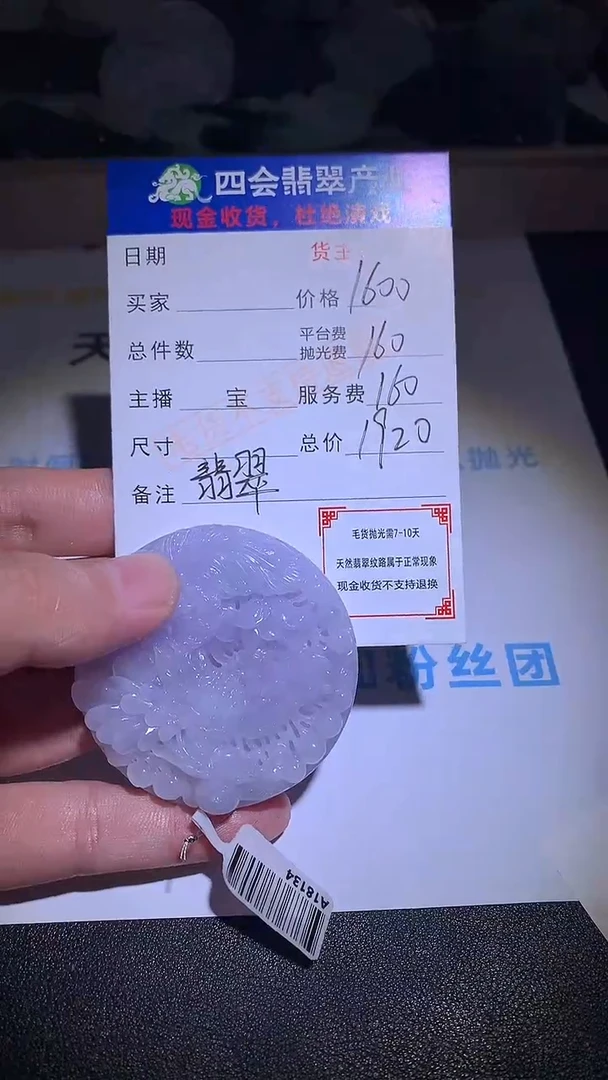 四会翡翠产业
现金收货，杜绝演戏
日期 货主
买家 价格 1600
总件数 平台费 抛光费 160
主播 宝 服务费 160
尺寸 总价 1920
备注 翡翠
毛货抛光需7-10天
天然翡翠纹路属于正常现象
现金收货不支持退换
天
抛光
粉丝团
A18134